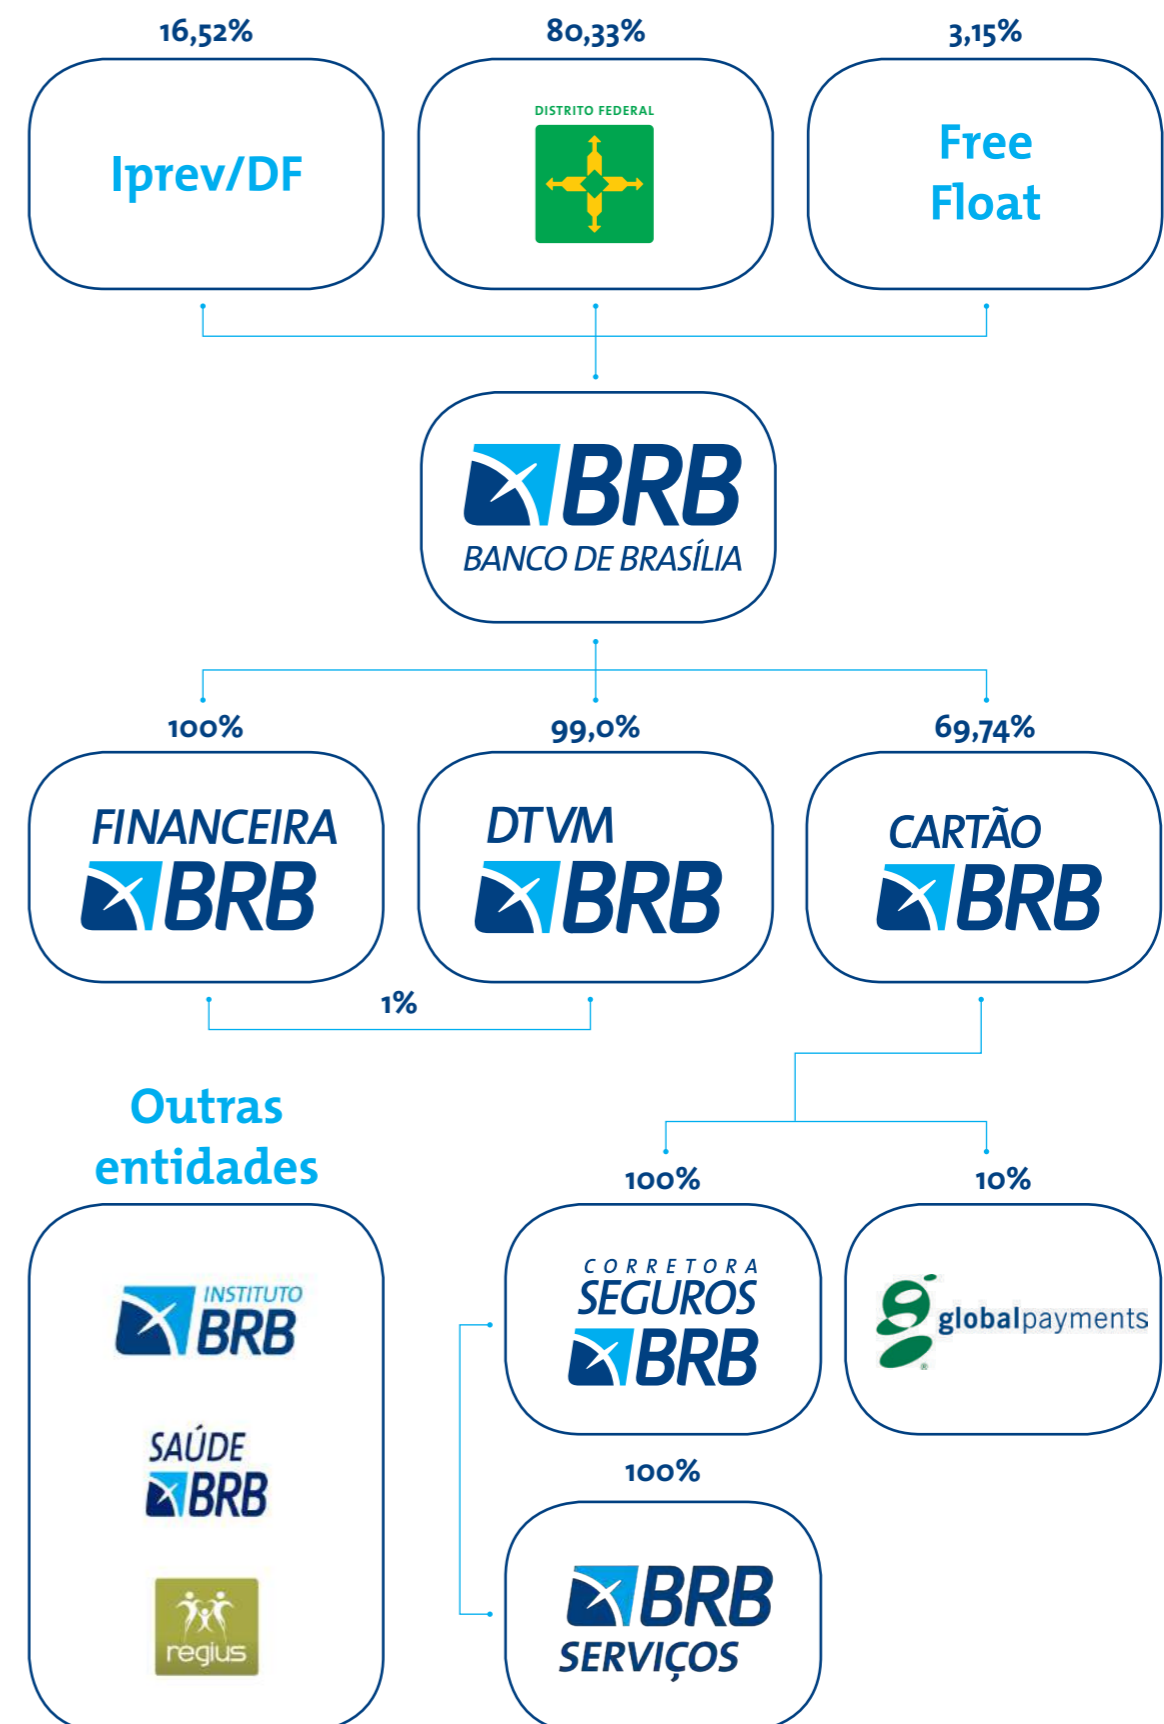 16,52%
80,33%
3,15%
Iprev/DF
DISTRITO FEDERAL
Free
Float
BRB
BANCO DE BRASÍLIA
100%
99,0%
69,74%
FINANCEIRA
BRB
DTVM
BRB
CARTÃO
BRB
1%
Outras
entidades
100%
10%
INSTITUTO
BRB
SAÚDE
BRB
regius
CORRETORA
SEGUROS
BRB
globalpayments
®
100%
BRB
SERVIÇOS